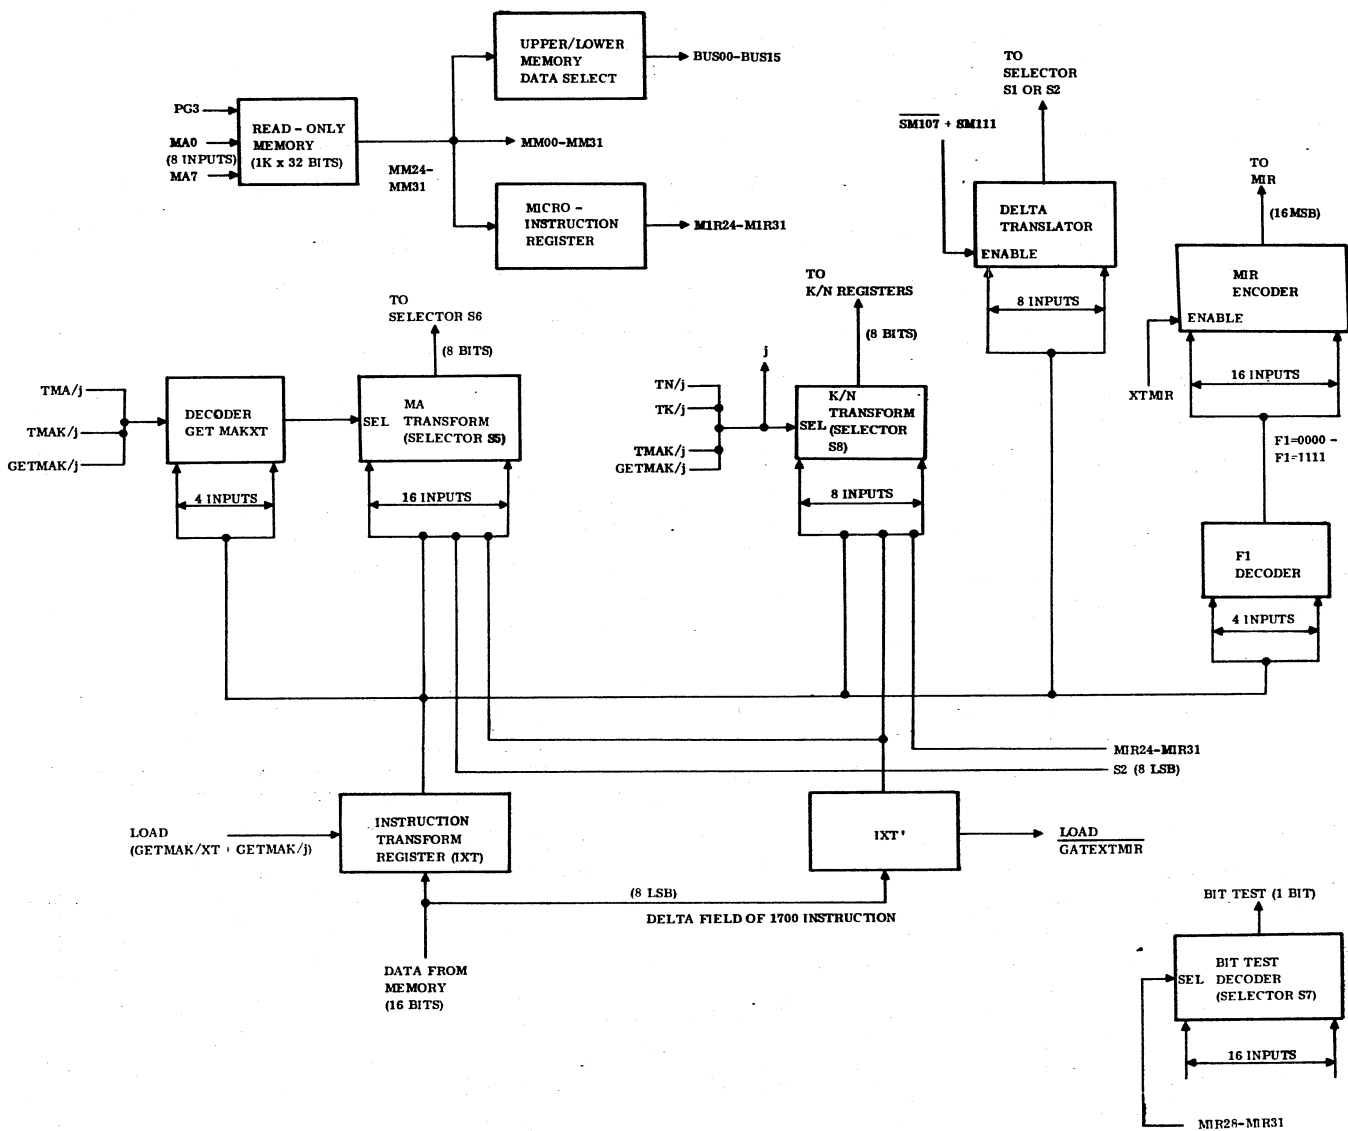 UPPER/LOWER
MEMORY
DATA SELECT
BUS00-BUS15
PG3
MA0
(8 INPUTS)
MA7
READ-ONLY
MEMORY
(1K x 32 BITS)
MM00-MM31
MM24-
MM31
MICRO-
INSTRUCTION
REGISTER
M1R24-M1R31
TO
SELECTOR
S1 OR S2
SM107 + SM111
DELTA
TRANSLATOR
ENABLE
8 INPUTS
TO
MIR
(16MSB)
MIR
ENCODER
ENABLE
XTMIR
16 INPUTS
F1=0000 -
F1=1111
F1
DECODER
4 INPUTS
TO
SELECTOR S6
(8 BITS)
TMA/j
TMAK/j
GETMAK/j
DECODER
GET MAKXT
4 INPUTS
SEL
MA
TRANSFORM
(SELECTOR S5)
16 INPUTS
TO
K/N REGISTERS
(8 BITS)
j
TN/j
TK/j
TMAK/j
GETMAK/j
SEL
K/N
TRANSFORM
(SELECTOR
S8)
8 INPUTS
MIR24-MIR31
S2 (8 LSB)
LOAD
(GETMAK/XT + GETMAK/j)
INSTRUCTION
TRANSFORM
REGISTER (IXT)
IXT'
LOAD
GATEXTMIR
(8 LSB)
DELTA FIELD OF 1700 INSTRUCTION
DATA FROM
MEMORY
(16 BITS)
BIT TEST (1 BIT)
SEL
BIT TEST
DECODER
(SELECTOR S7)
16 INPUTS
MIR28-MIR31